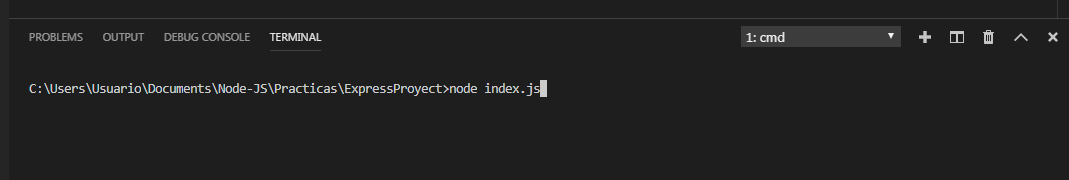 PROBLEMS OUTPUT DEBUG CONSOLE TERMINAL 1: cmd
C:\Users\Usuario\Documents\Node-JS\Practicas\ExpressProyect>node index.js